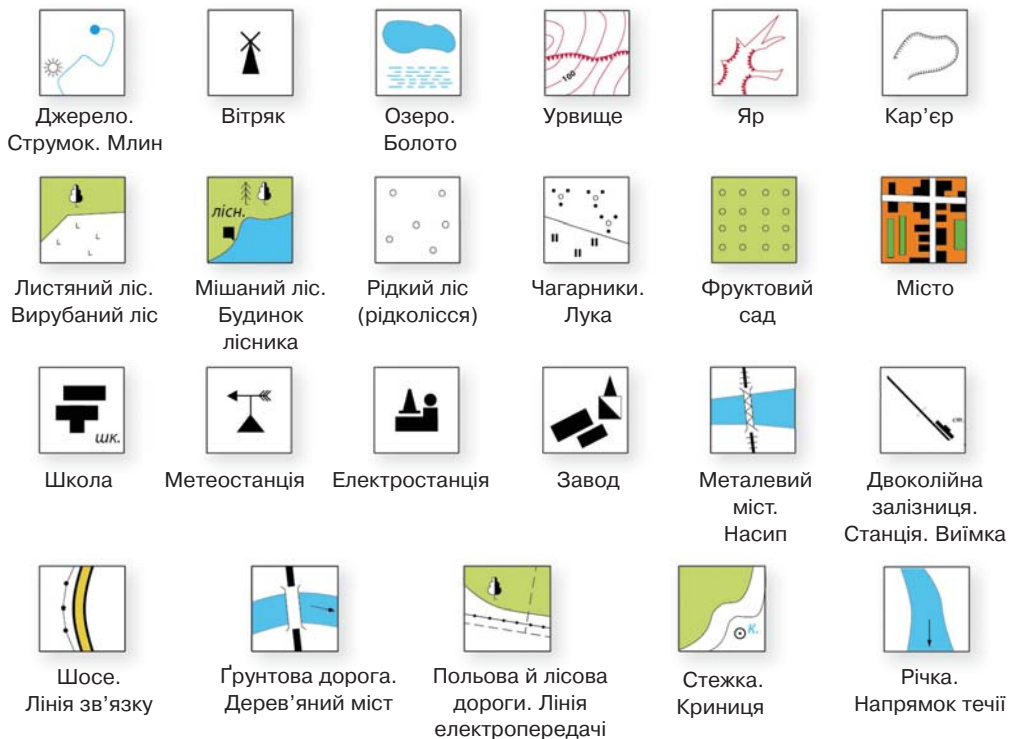 100
Джерело.
Струмок. Млин
Вітряк
Озеро.
Болото
Урвище
Яр
Кар’єр
лісн.
Листяний ліс.
Вирубаний ліс
Мішаний ліс.
Будинок
лісника
Рідкий ліс
(рідколісся)
Чагарники.
Лука
Фруктовий
сад
Місто
шк.
ст.
Школа
Метеостанція
Електростанція
Завод
Металевий
міст.
Насип
Двоколійна
залізниця.
Станція. Виїмка
К.
Шосе.
Лінія зв’язку
Ґрунтова дорога.
Дерев’яний міст
Польова й лісова
дороги. Лінія
електропередачі
Стежка.
Криниця
Річка.
Напрямок течії